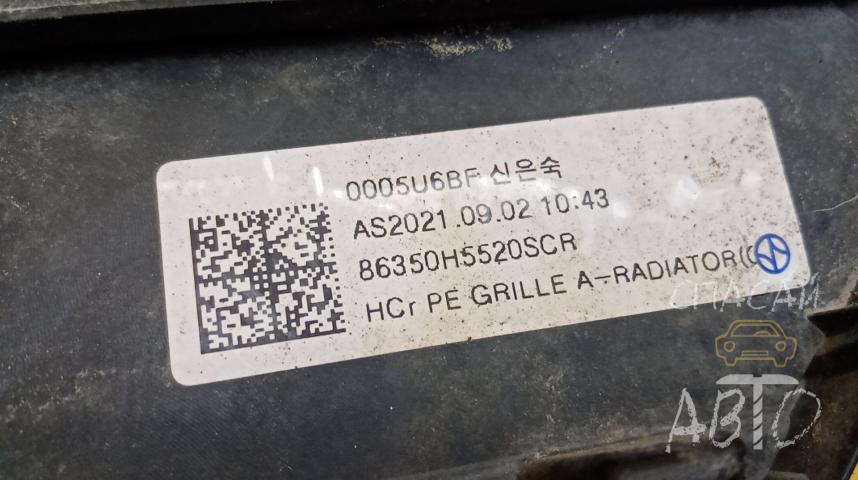 0005U6BF 신은숙
AS2021.09.02 10:43
86350H5520SCR
HCr PE GRILLE A-RADIATOR((
СПАСАЙ
АВТО